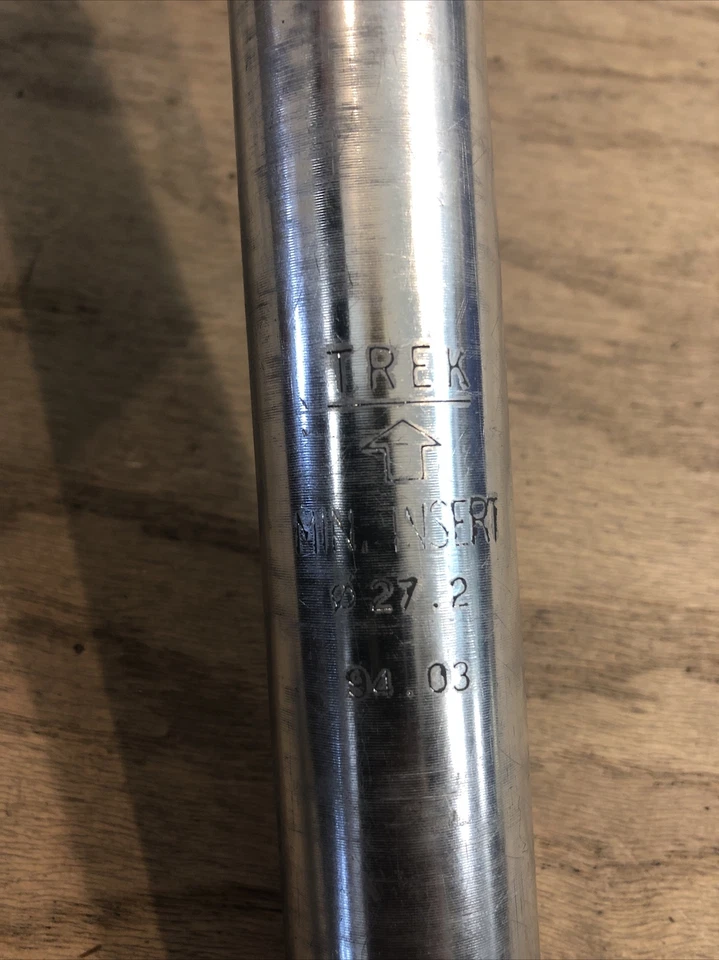 TREK
MIN. INSERT
ø 27.2
94.03